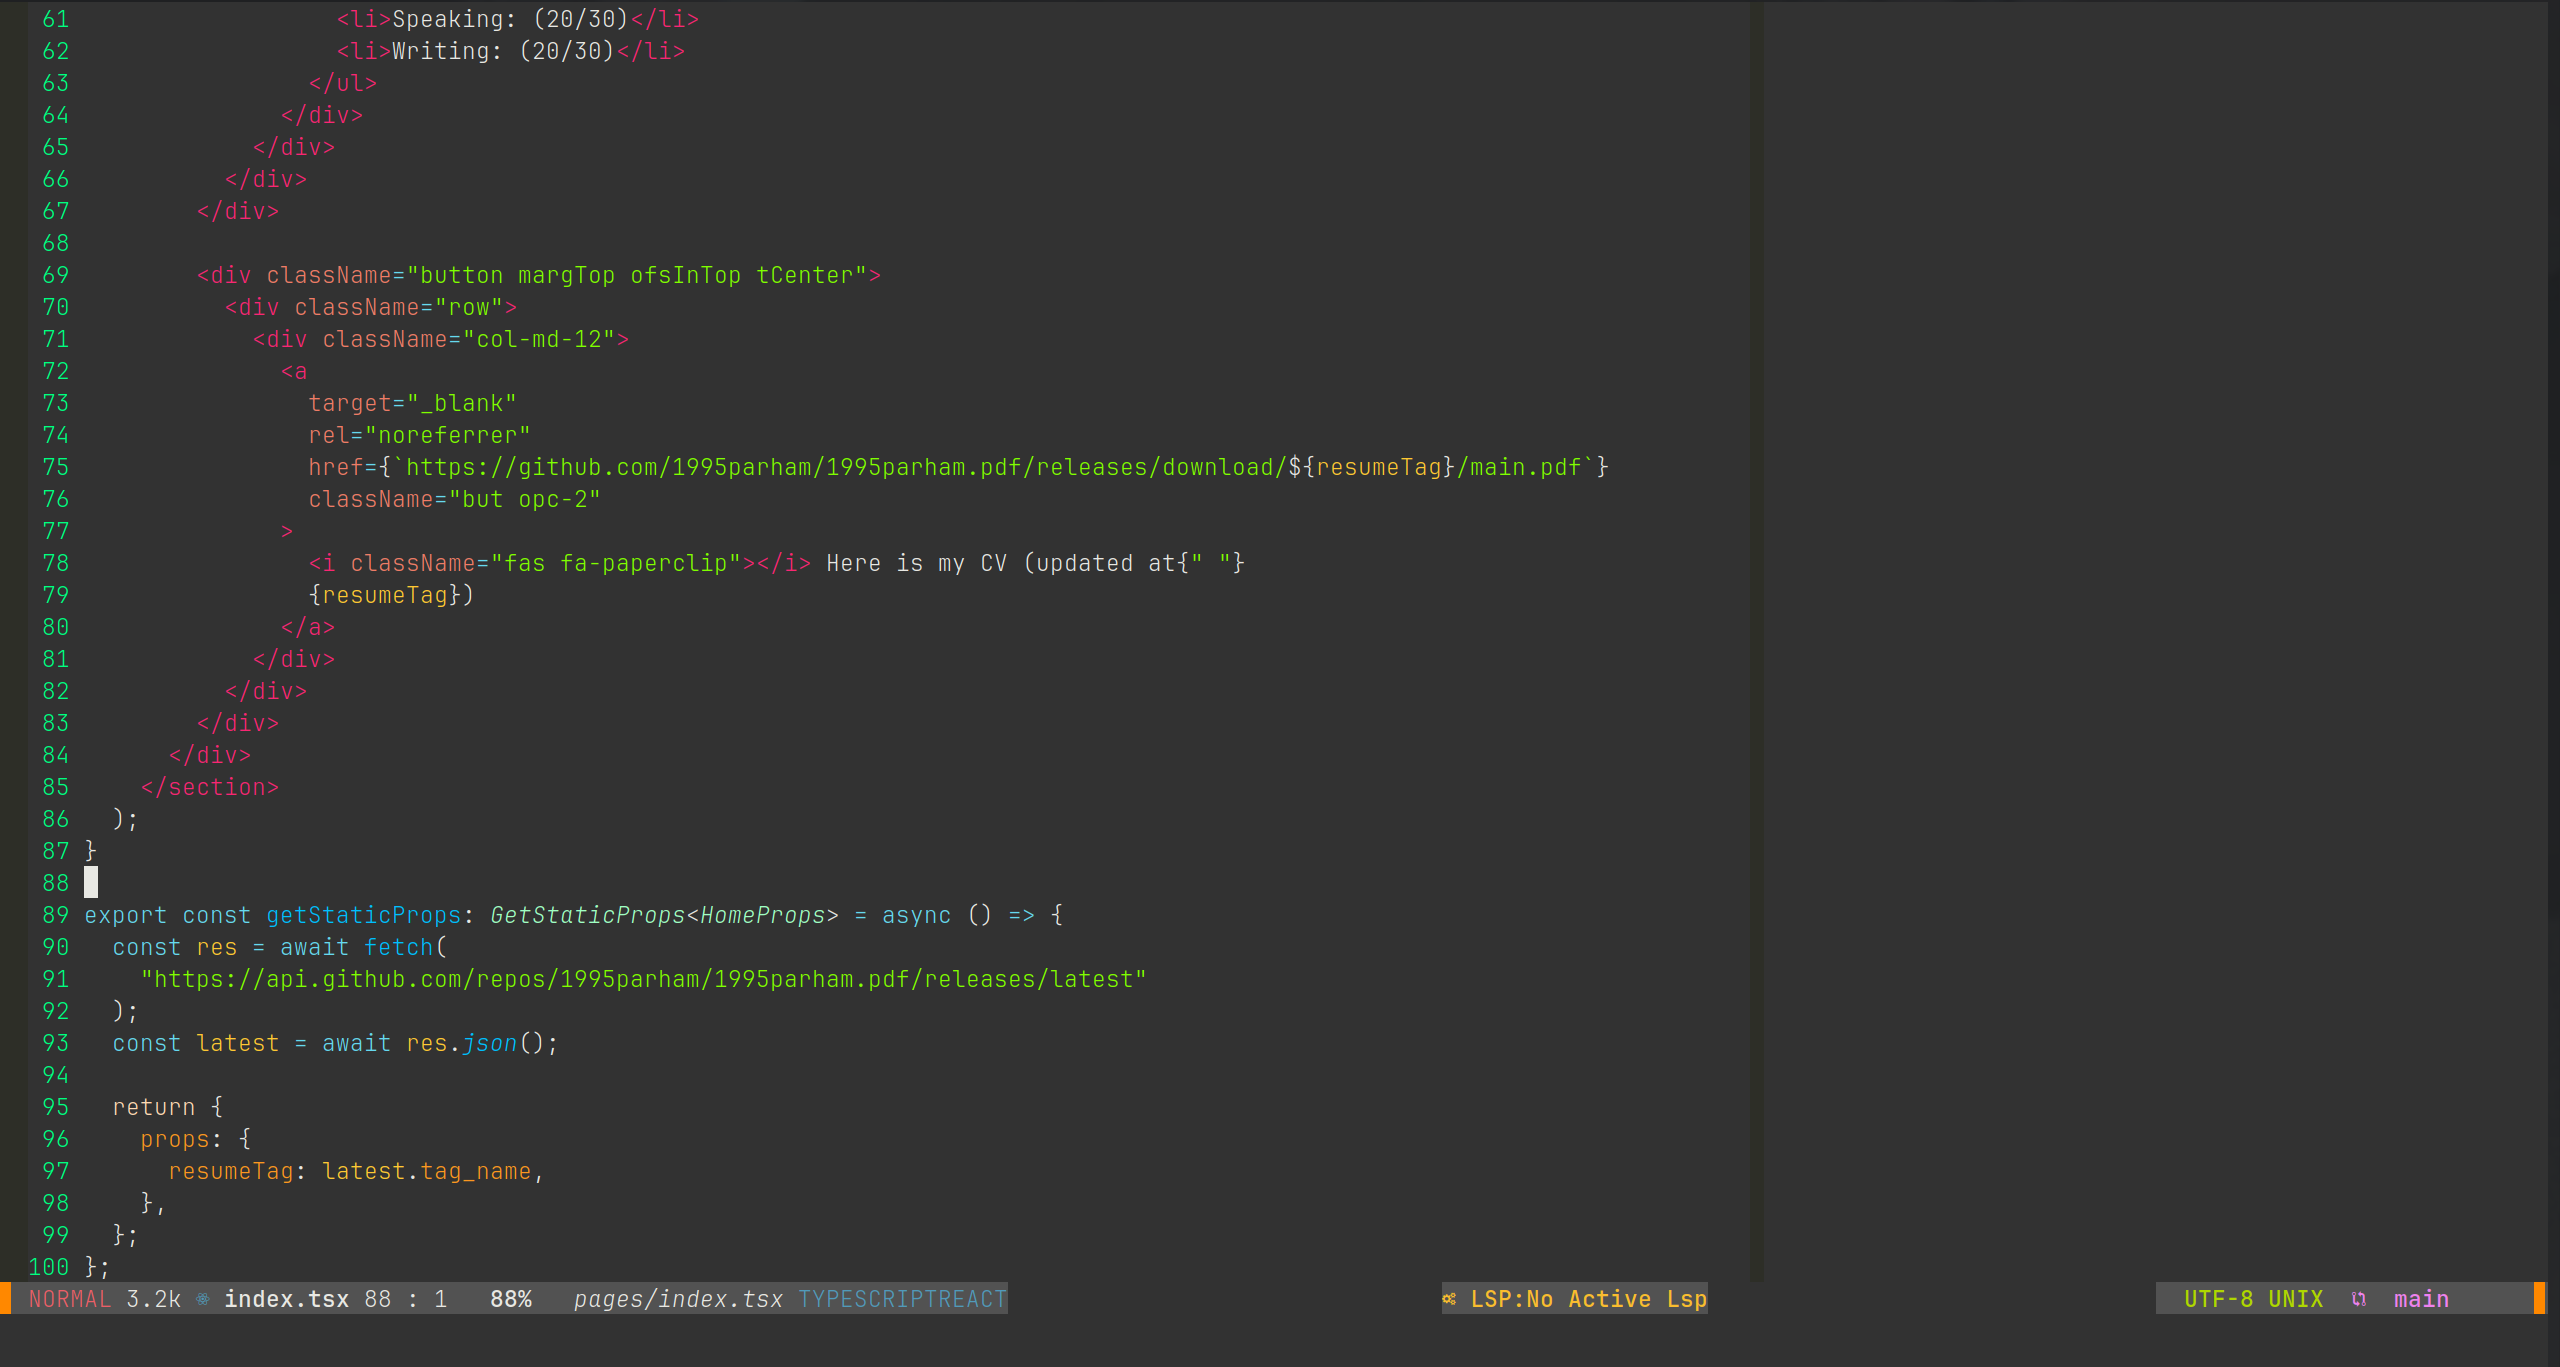 61 <li>Speaking: (20/30)</li>
62 <li>Writing: (20/30)</li>
63 </ul>
64 </div>
65 </div>
66 </div>
67 </div>
68
69 <div className="button margTop ofsInTop tCenter">
70 <div className="row">
71 <div className="col-md-12">
72 <a
73 target="_blank"
74 rel="noreferrer"
75 href={`https://github.com/1995parham/1995parham.pdf/releases/download/${resumeTag}/main.pdf`}
76 className="but opc-2"
77 >
78 <i className="fas fa-paperclip"></i> Here is my CV (updated at{" "}
79 {resumeTag})
80 </a>
81 </div>
82 </div>
83 </div>
84 </div>
85 </section>
86 );
87 }
88
89 export const getStaticProps: GetStaticProps<HomeProps> = async () => {
90 const res = await fetch(
91 "https://api.github.com/repos/1995parham/1995parham.pdf/releases/latest"
92 );
93 const latest = await res.json();
94
95 return {
96 props: {
97 resumeTag: latest.tag_name,
98 },
99 };
100 };
NORMAL 3.2k index.tsx 88 : 1 88% pages/index.tsx TYPESCRIPTREACT LSP:No Active Lsp UTF-8 UNIX main